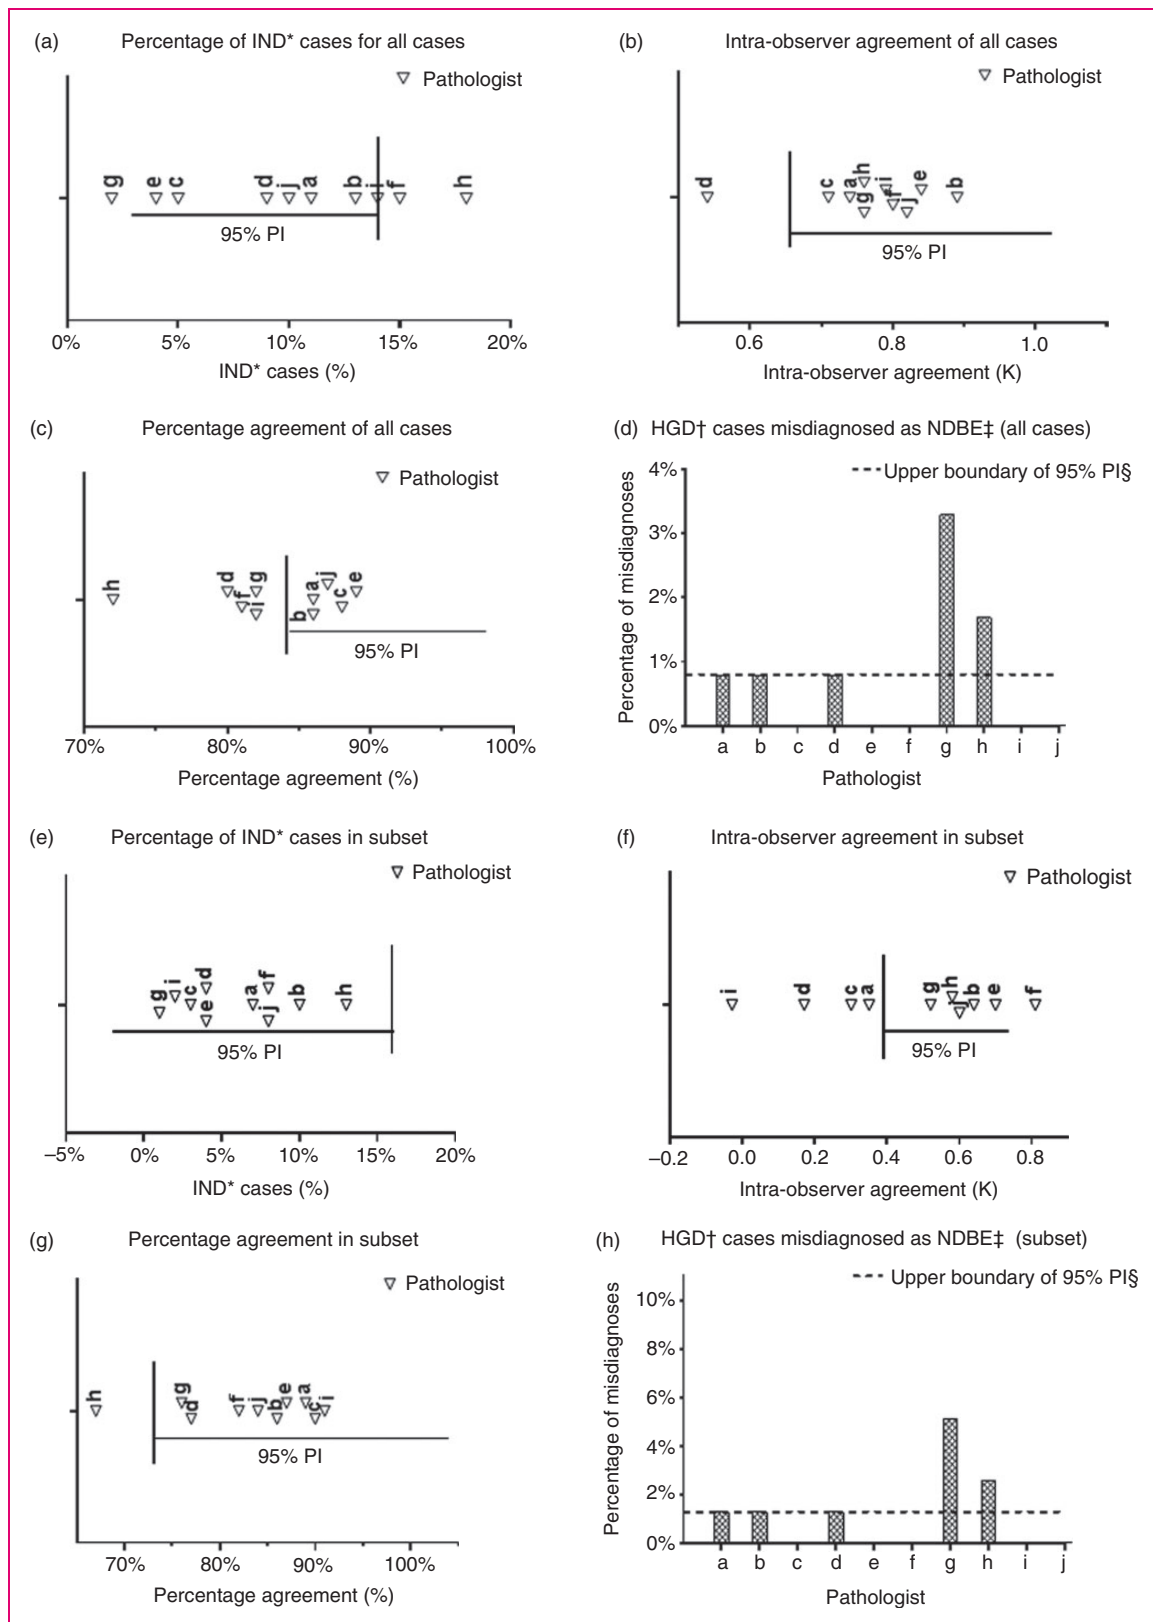 (a) Percentage of IND* cases for all cases
Pathologist
g e c d j a b i f h
95% PI
0% 5% 10% 15% 20%
IND* cases (%)
(b) Intra-observer agreement of all cases
Pathologist
d c a h g i f j e b
95% PI
0.6 0.8 1.0
Intra-observer agreement (K)
(c) Percentage agreement of all cases
Pathologist
h d f g i b a j c e
95% PI
70% 80% 90% 100%
Percentage agreement (%)
(d) HGD† cases misdiagnosed as NDBE‡ (all cases)
Upper boundary of 95% PI§
Percentage of misdiagnoses
4%
3%
2%
1%
0%
a b c d e f g h i j
Pathologist
(e) Percentage of IND* cases in subset
Pathologist
g i c d e a f j b h
95% PI
–5% 0% 5% 10% 15% 20%
IND* cases (%)
(f) Intra-observer agreement in subset
Pathologist
i d c a g h j b e f
95% PI
–0.2 0.0 0.2 0.4 0.6 0.8
Intra-observer agreement (K)
(g) Percentage agreement in subset
Pathologist
h g d f j b e a c i
95% PI
70% 80% 90% 100%
Percentage agreement (%)
(h) HGD† cases misdiagnosed as NDBE‡ (subset)
Upper boundary of 95% PI§
Percentage of misdiagnoses
10%
8%
6%
4%
2%
0%
a b c d e f g h i j
Pathologist